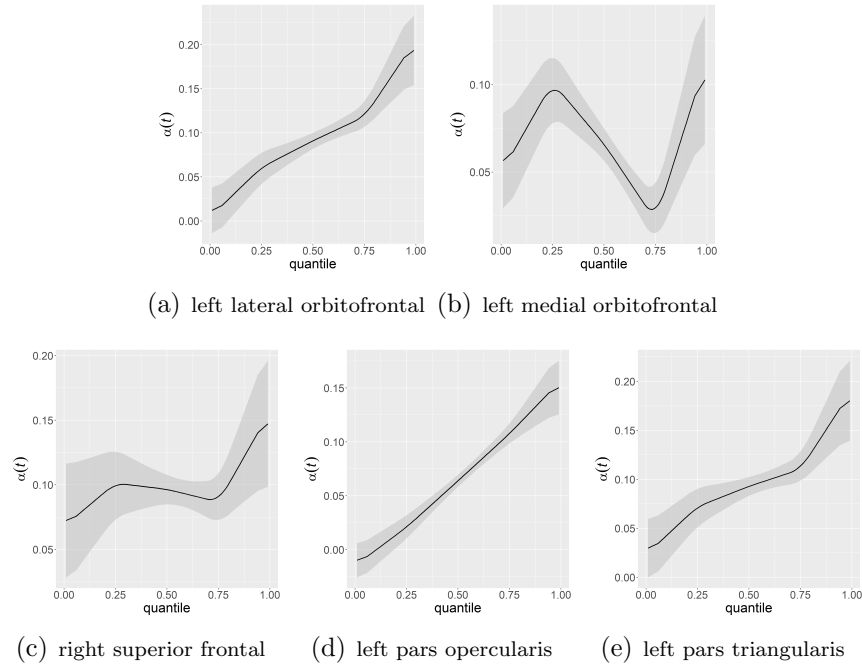 0.20
0.15
0.10
0.05
0.00
α(t)
0.00 0.25 0.50 0.75 1.00
quantile
0.10
0.05
α(t)
0.00 0.25 0.50 0.75 1.00
quantile
(a) left lateral orbitofrontal (b) left medial orbitofrontal
0.20
0.15
0.10
0.05
α(t)
0.00 0.25 0.50 0.75 1.00
quantile
0.15
0.10
0.05
0.00
α(t)
0.00 0.25 0.50 0.75 1.00
quantile
0.20
0.15
0.10
0.05
0.00
α(t)
0.00 0.25 0.50 0.75 1.00
quantile
(c) right superior frontal (d) left pars opercularis (e) left pars triangularis